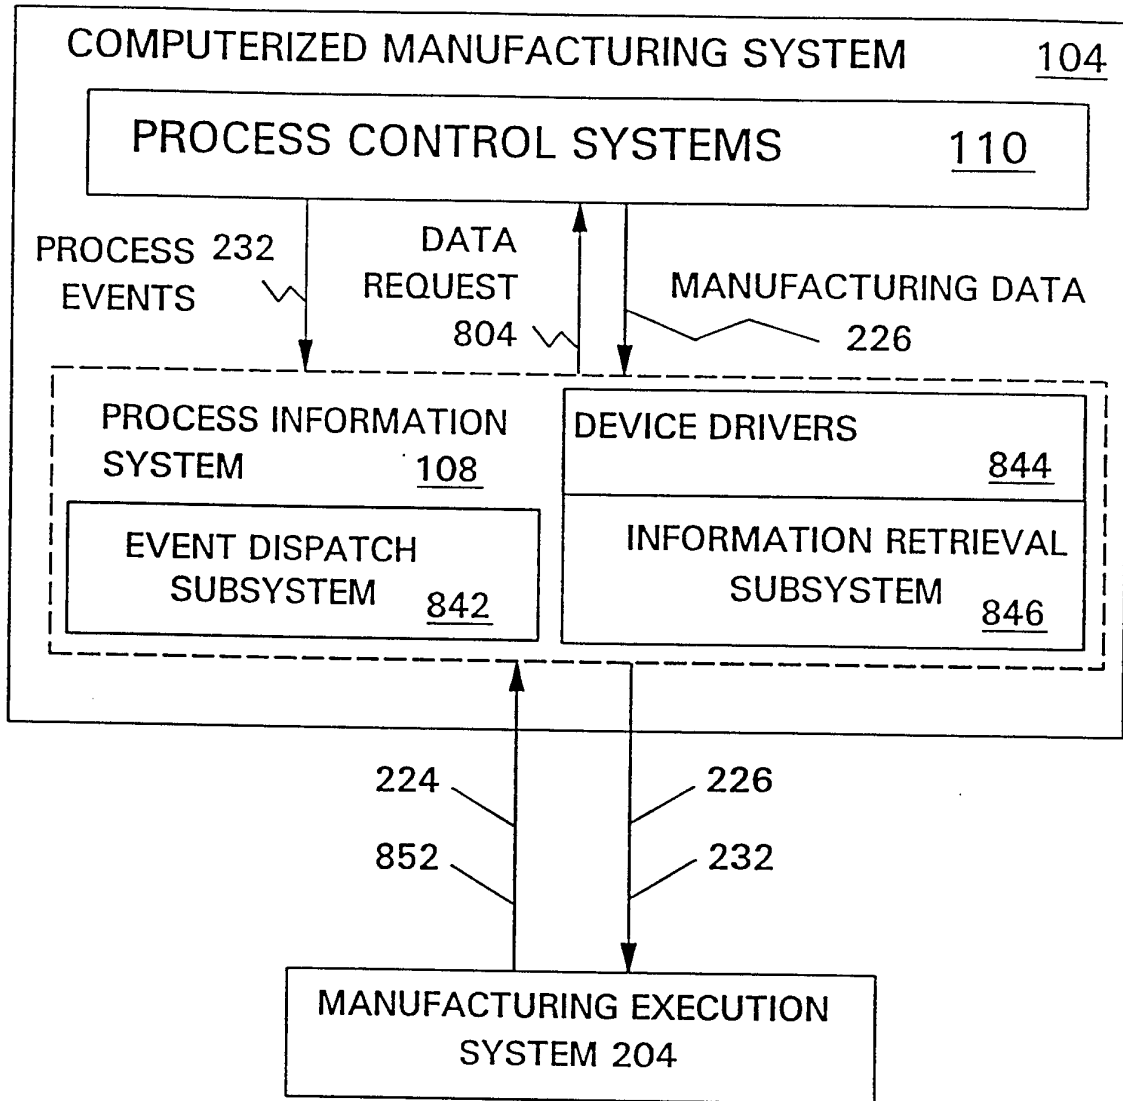 COMPUTERIZED MANUFACTURING SYSTEM 104
PROCESS CONTROL SYSTEMS 110
PROCESS 232
EVENTS
DATA
REQUEST
804
MANUFACTURING DATA
226
PROCESS INFORMATION
SYSTEM 108
DEVICE DRIVERS
844
EVENT DISPATCH
SUBSYSTEM 842
INFORMATION RETRIEVAL
SUBSYSTEM
846
224
852
226
232
MANUFACTURING EXECUTION
SYSTEM 204